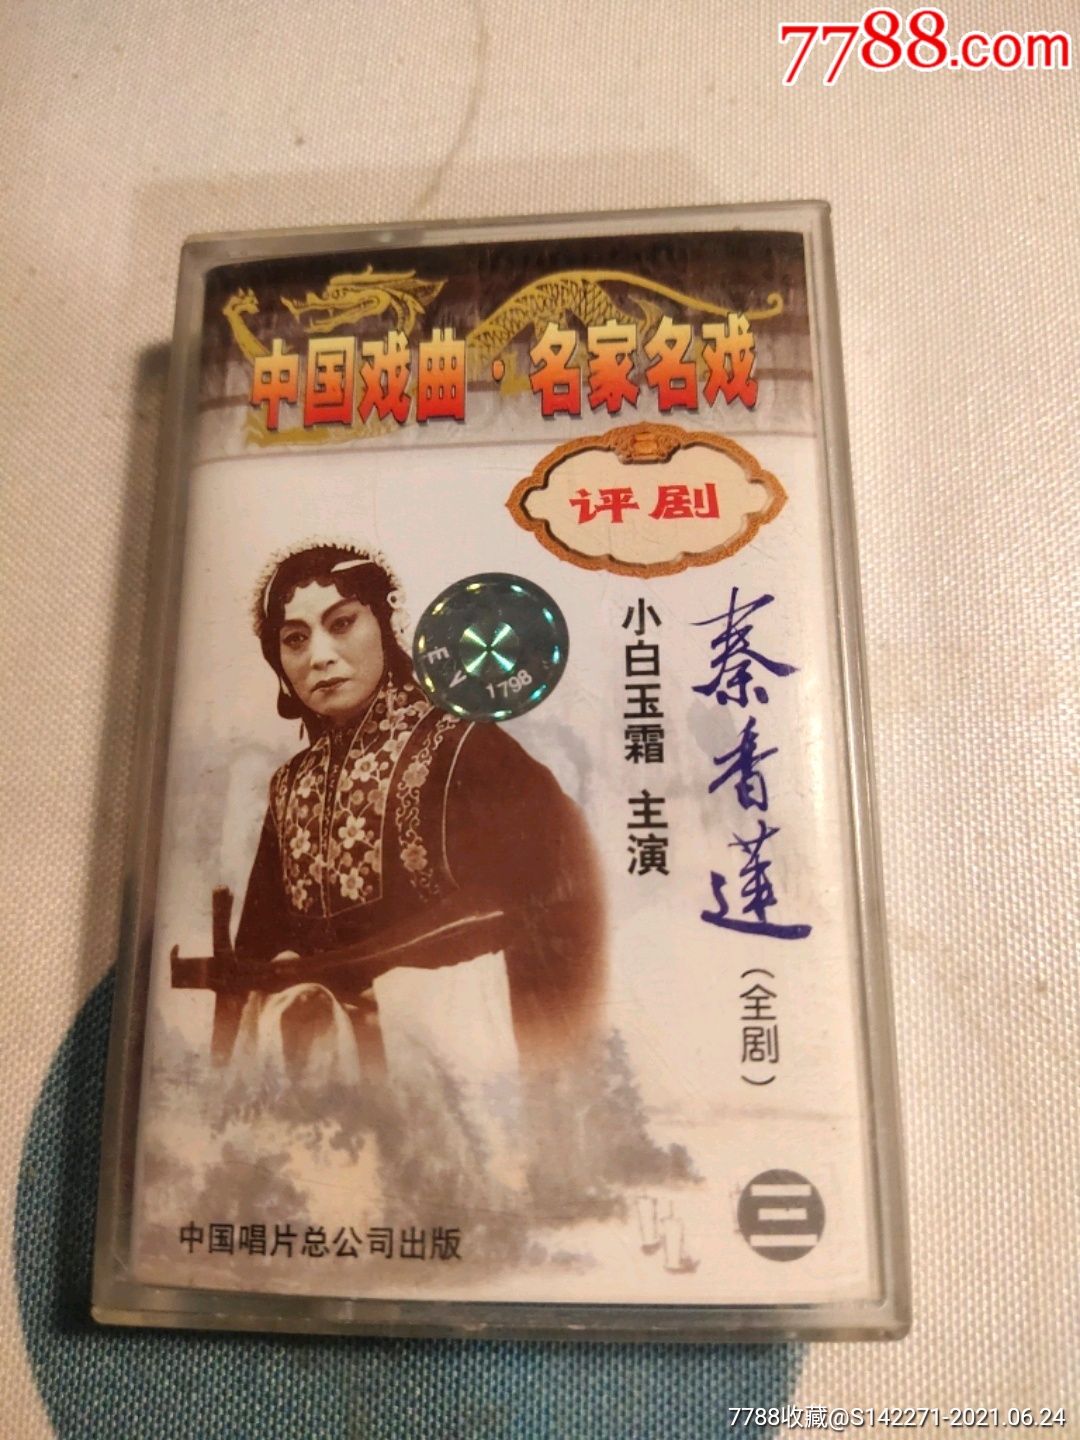 7788.com
中国戏曲·名家名戏
评剧
秦香莲
(全剧)
小白玉霜 主演
1798
三
中国唱片总公司出版
7788收藏@S142271-2021.06.24